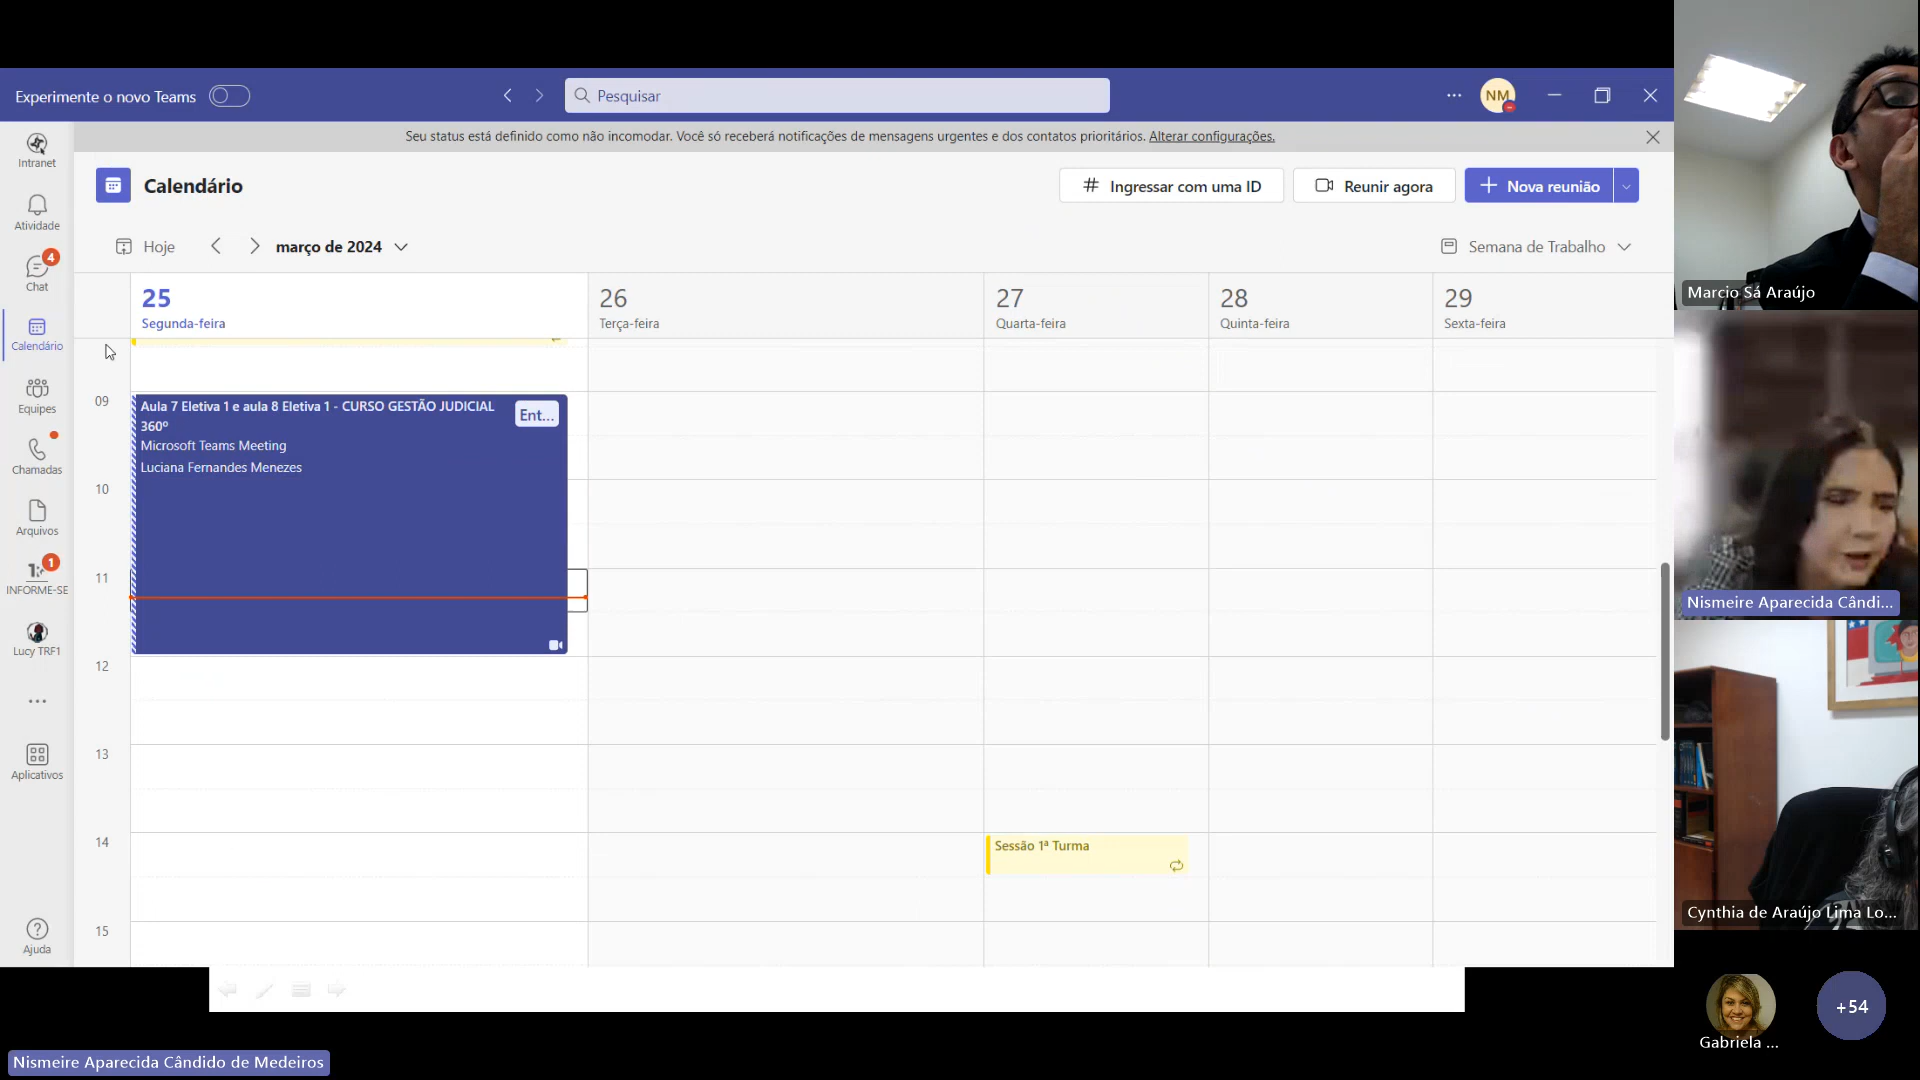 Experimente o novo Teams
Pesquisar
NM
Seu status está definido como não incomodar. Você só receberá notificações de mensagens urgentes e dos contatos prioritários. Alterar configurações.
Intranet
Atividade
4
Chat
Calendário
Equipes
Chamadas
Arquivos
1
INFORME-SE
Lucy TRF1
Aplicativos
Ajuda
Calendário
Ingressar com uma ID
Reunir agora
Nova reunião
Hoje
março de 2024
Semana de Trabalho
25
Segunda-feira
26
Terça-feira
27
Quarta-feira
28
Quinta-feira
29
Sexta-feira
09
10
11
12
13
14
15
Aula 7 Eletiva 1 e aula 8 Eletiva 1 - CURSO GESTÃO JUDICIAL
360º
Ent...
Microsoft Teams Meeting
Luciana Fernandes Menezes
Sessão 1ª Turma
Marcio Sá Araújo
Nismeire Aparecida Cândi...
Cynthia de Araújo Lima Lo...
Gabriela ...
+54
Nismeire Aparecida Cândido de Medeiros